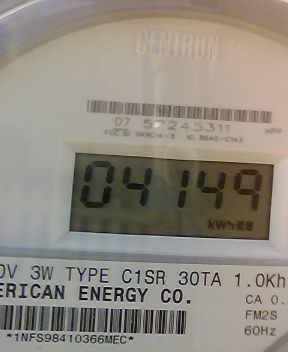 CENTRON
07 57245311
HPP
04149
kWh
0V 3W TYPE C1SR 30TA 1.0Kh
ERICAN ENERGY CO.
CA 0.
FM2S
60Hz
*1NFS98410366MEC*